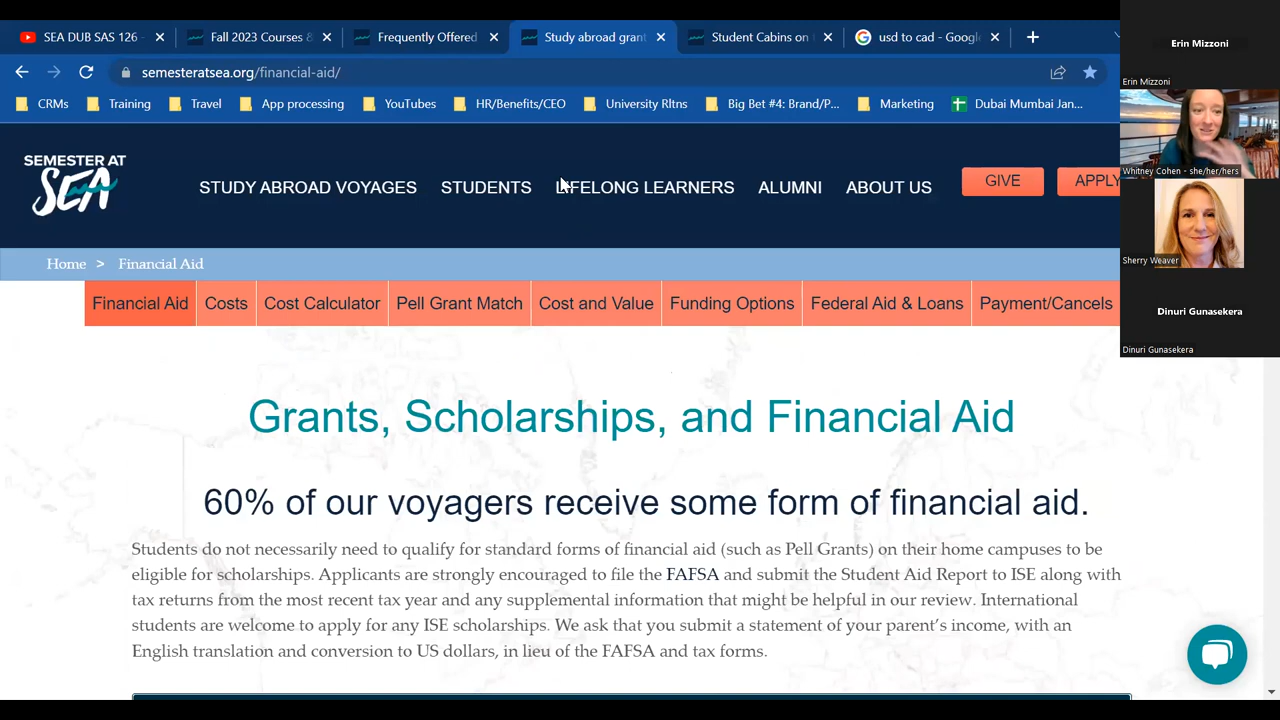 SEA DUB SAS 126 -
Fall 2023 Courses &
Frequently Offered
Study abroad grant
Student Cabins on
usd to cad - Google
semesteratsea.org/financial-aid/
CRMs
Training
Travel
App processing
YouTubes
HR/Benefits/CEO
University Rltns
Big Bet #4: Brand/P...
Marketing
Dubai Mumbai Jan...
Erin Mizzoni
Erin Mizzoni
Whitney Cohen - she/her/hers
Sherry Weaver
Dinuri Gunasekera
Dinuri Gunasekera
SEMESTER AT
SEA
STUDY ABROAD VOYAGES
STUDENTS
LIFELONG LEARNERS
ALUMNI
ABOUT US
GIVE
APPLY
Home > Financial Aid
Financial Aid
Costs
Cost Calculator
Pell Grant Match
Cost and Value
Funding Options
Federal Aid & Loans
Payment/Cancels
Grants, Scholarships, and Financial Aid
60% of our voyagers receive some form of financial aid.
Students do not necessarily need to qualify for standard forms of financial aid (such as Pell Grants) on their home campuses to be
eligible for scholarships. Applicants are strongly encouraged to file the FAFSA and submit the Student Aid Report to ISE along with
tax returns from the most recent tax year and any supplemental information that might be helpful in our review. International
students are welcome to apply for any ISE scholarships. We ask that you submit a statement of your parent's income, with an
English translation and conversion to US dollars, in lieu of the FAFSA and tax forms.